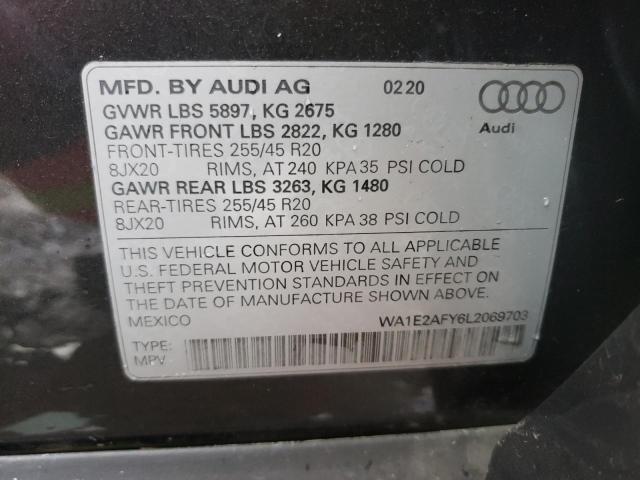 MFD. BY AUDI AG 02 20
GVWR LBS 5897, KG 2675
GAWR FRONT LBS 2822, KG 1280
FRONT-TIRES 255/45 R20
8JX20 RIMS, AT 240 KPA 35 PSI COLD
GAWR REAR LBS 3263, KG 1480
REAR-TIRES 255/45 R20
8JX20 RIMS, AT 260 KPA 38 PSI COLD
Audi
THIS VEHICLE CONFORMS TO ALL APPLICABLE
U.S. FEDERAL MOTOR VEHICLE SAFETY AND
THEFT PREVENTION STANDARDS IN EFFECT ON
THE DATE OF MANUFACTURE SHOWN ABOVE.
MEXICO WA1E2AFY6L2069703
TYPE:
MPV